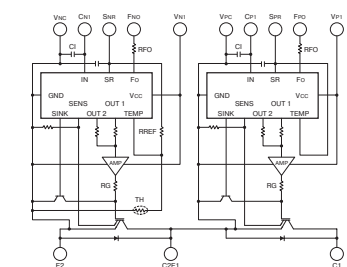 VNC CN1 SNR FNO VN1 VPC CP1 SPR FPO VP1
CI RFO CI RFO
IN SR FO IN SR FO
GND VCC GND VCC
SENS OUT 1 SENS OUT 1
SINK OUT 2 TEMP SINK OUT 2 TEMP
RREF
AMP AMP
RG RG
TH
E2 C2E1 C1